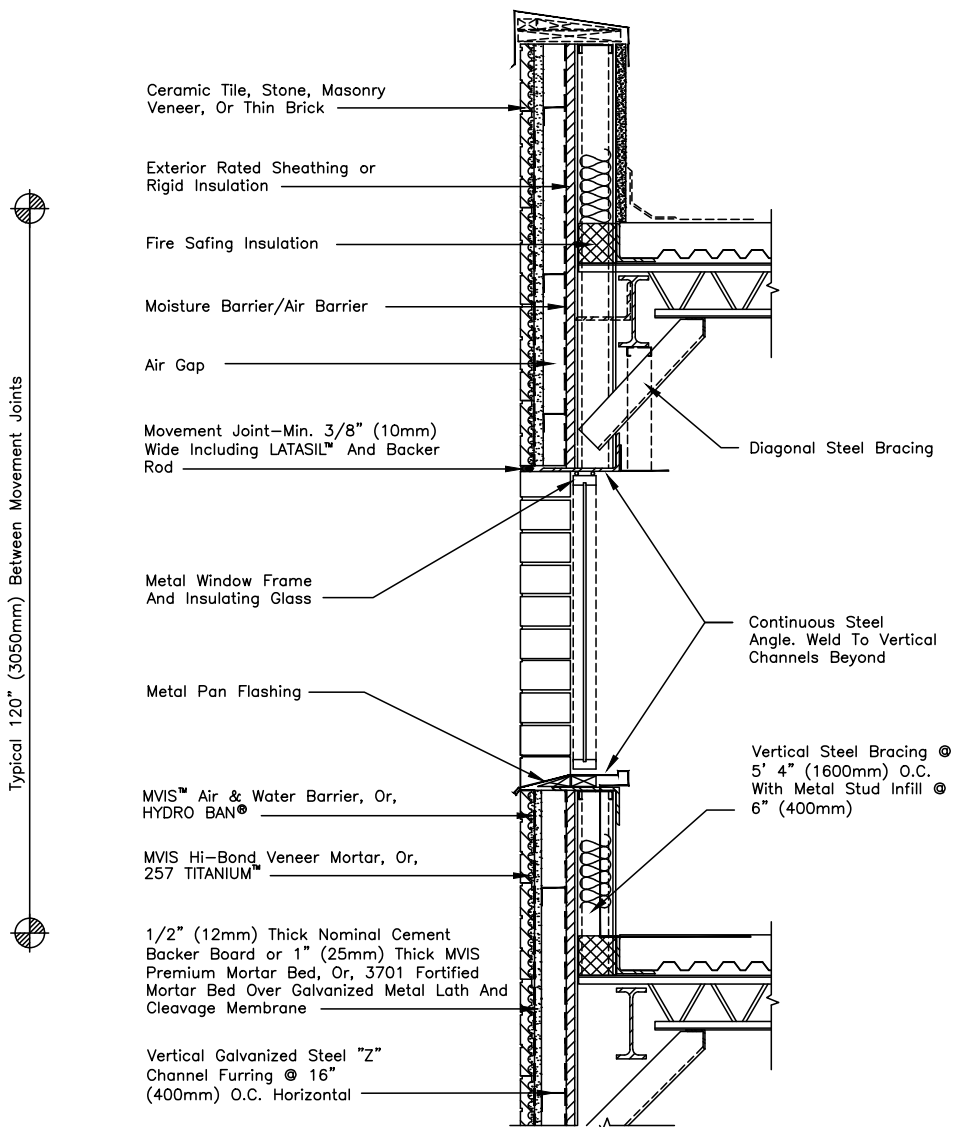 Ceramic Tile, Stone, Masonry
Veneer, Or Thin Brick
Exterior Rated Sheathing or
Rigid Insulation
Fire Safing Insulation
Moisture Barrier/Air Barrier
Air Gap
Movement Joint-Min. 3/8" (10mm)
Wide Including LATASIL™ And Backer
Rod
Diagonal Steel Bracing
Typical 120" (3050mm) Between Movement Joints
Metal Window Frame
And Insulating Glass
Continuous Steel
Angle. Weld To Vertical
Channels Beyond
Metal Pan Flashing
Vertical Steel Bracing @
5' 4" (1600mm) O.C.
With Metal Stud Infill @
6" (400mm)
MVIS™ Air & Water Barrier, Or,
HYDRO BAN®
MVIS Hi-Bond Veneer Mortar, Or,
257 TITANIUM™
1/2" (12mm) Thick Nominal Cement
Backer Board or 1" (25mm) Thick MVIS
Premium Mortar Bed, Or, 3701 Fortified
Mortar Bed Over Galvanized Metal Lath And
Cleavage Membrane
Vertical Galvanized Steel "Z"
Channel Furring @ 16"
(400mm) O.C. Horizontal